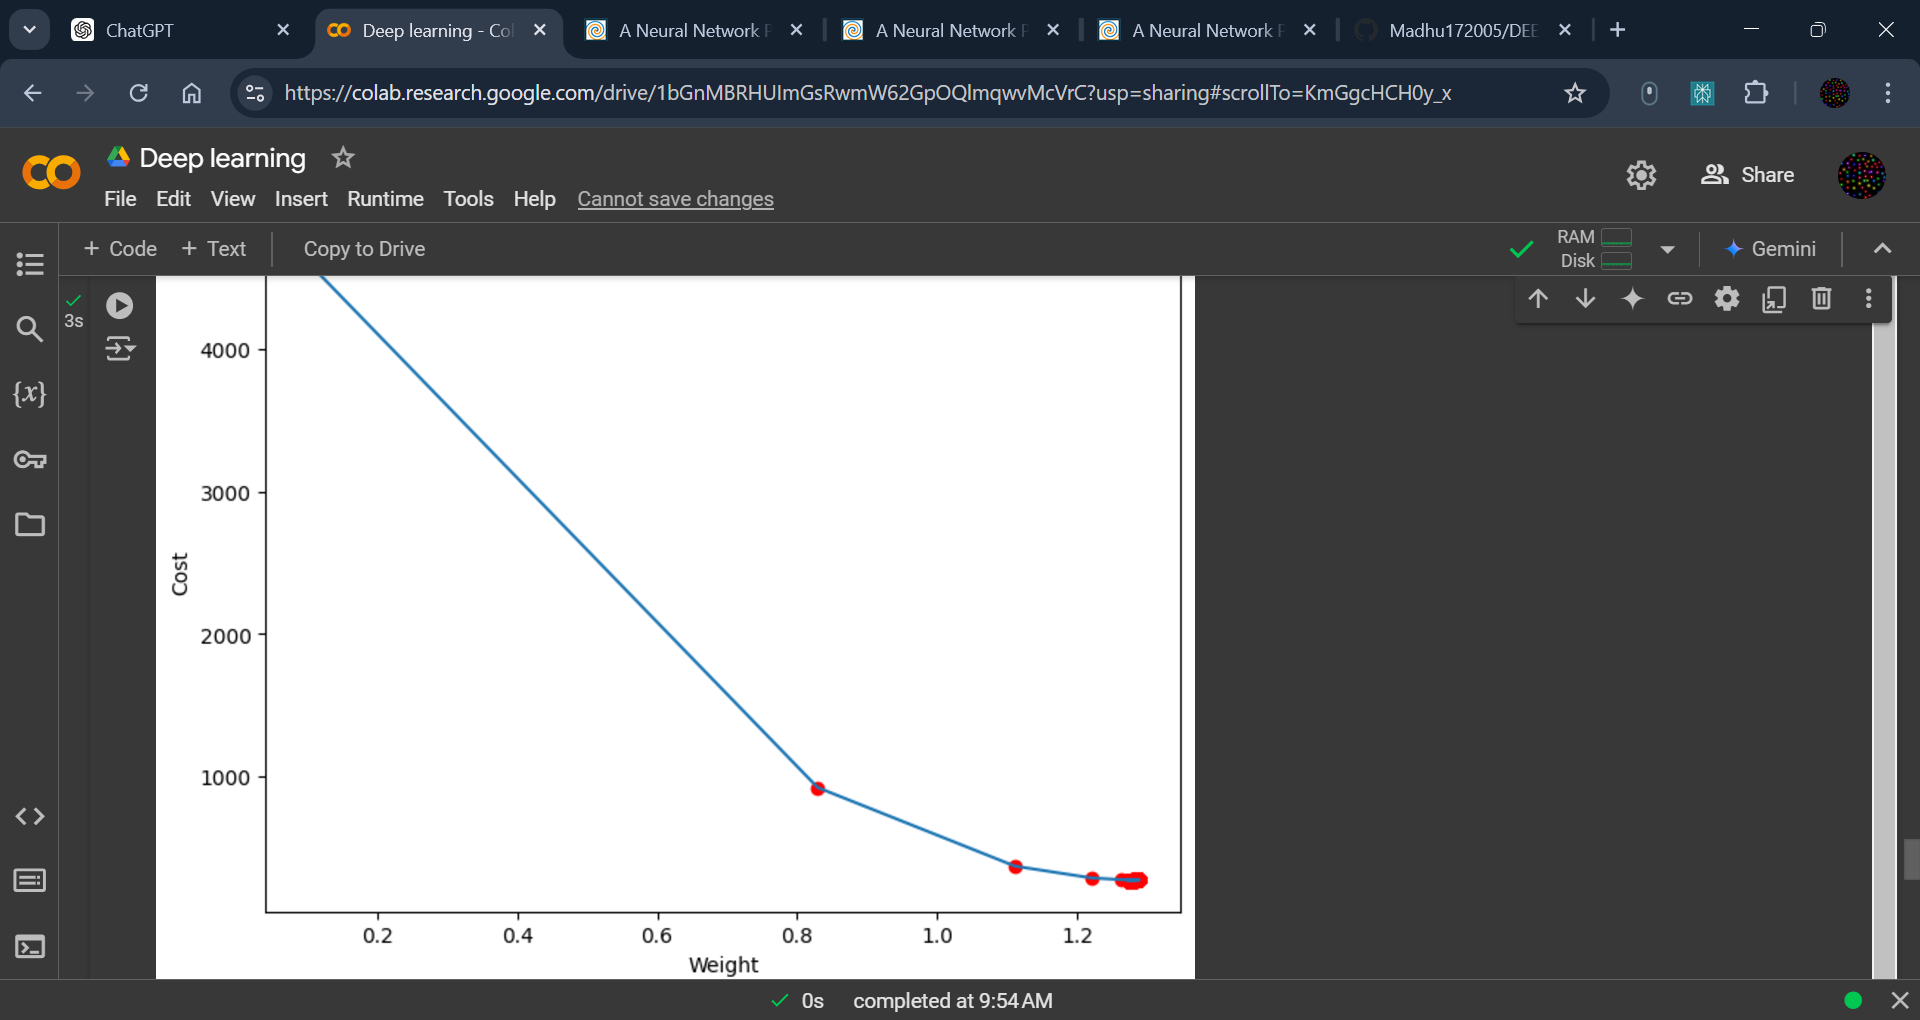 ChatGPT
Deep learning - Co
A Neural Network
A Neural Network
A Neural Network
Madhu172005/DEE
https://colab.research.google.com/drive/1bGnMBRHUImGsRwmW62GpOQlmqwvMcVrC?usp=sharing#scrollTo=KmGgcHCH0y_x
Deep learning
File Edit View Insert Runtime Tools Help Cannot save changes
Share
+ Code + Text Copy to Drive
RAM
Disk
Gemini
3s
{x}
4000
3000
2000
1000
Cost
0.2 0.4 0.6 0.8 1.0 1.2
Weight
0s completed at 9:54 AM